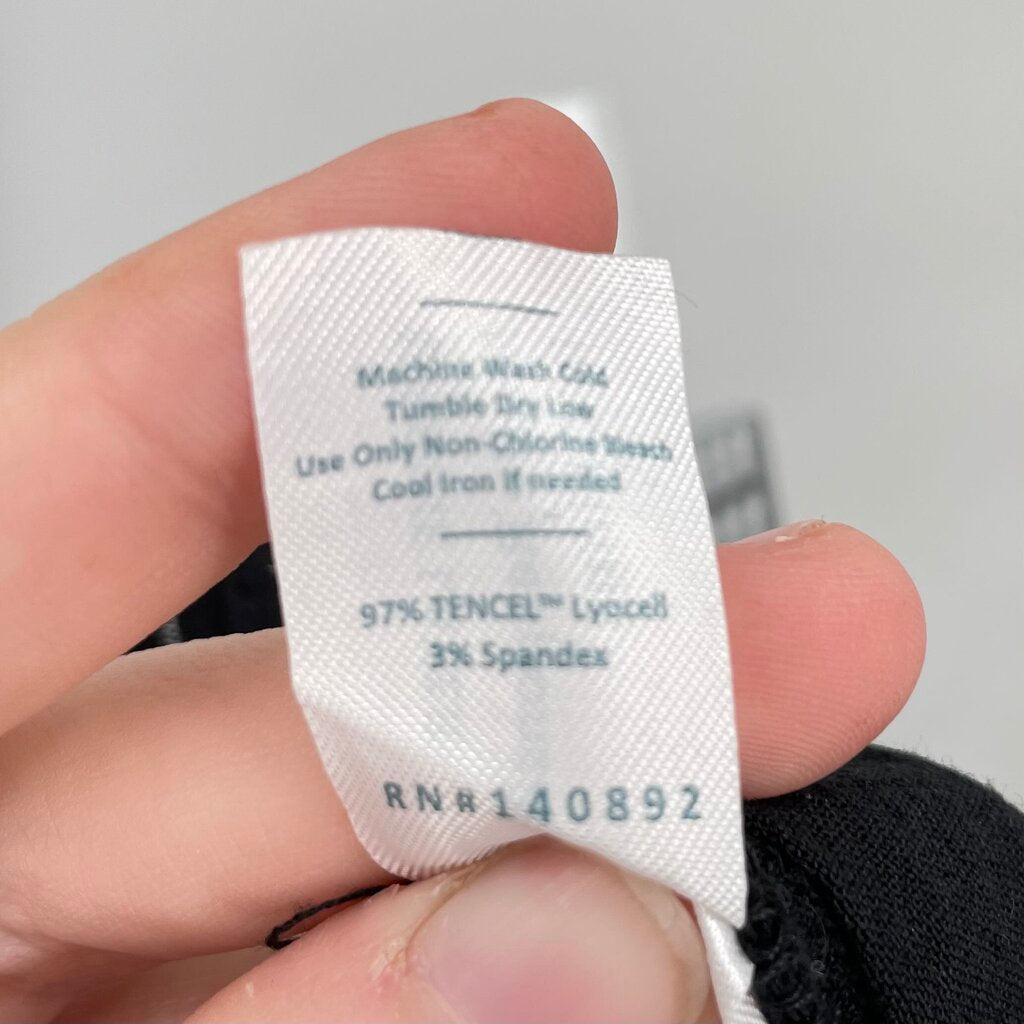 Machine Wash Cold
Tumble Dry Low
Use Only Non-Chlorine Bleach
Cool Iron If needed
97% TENCEL™ Lyocell
3% Spandex
RN# 140892